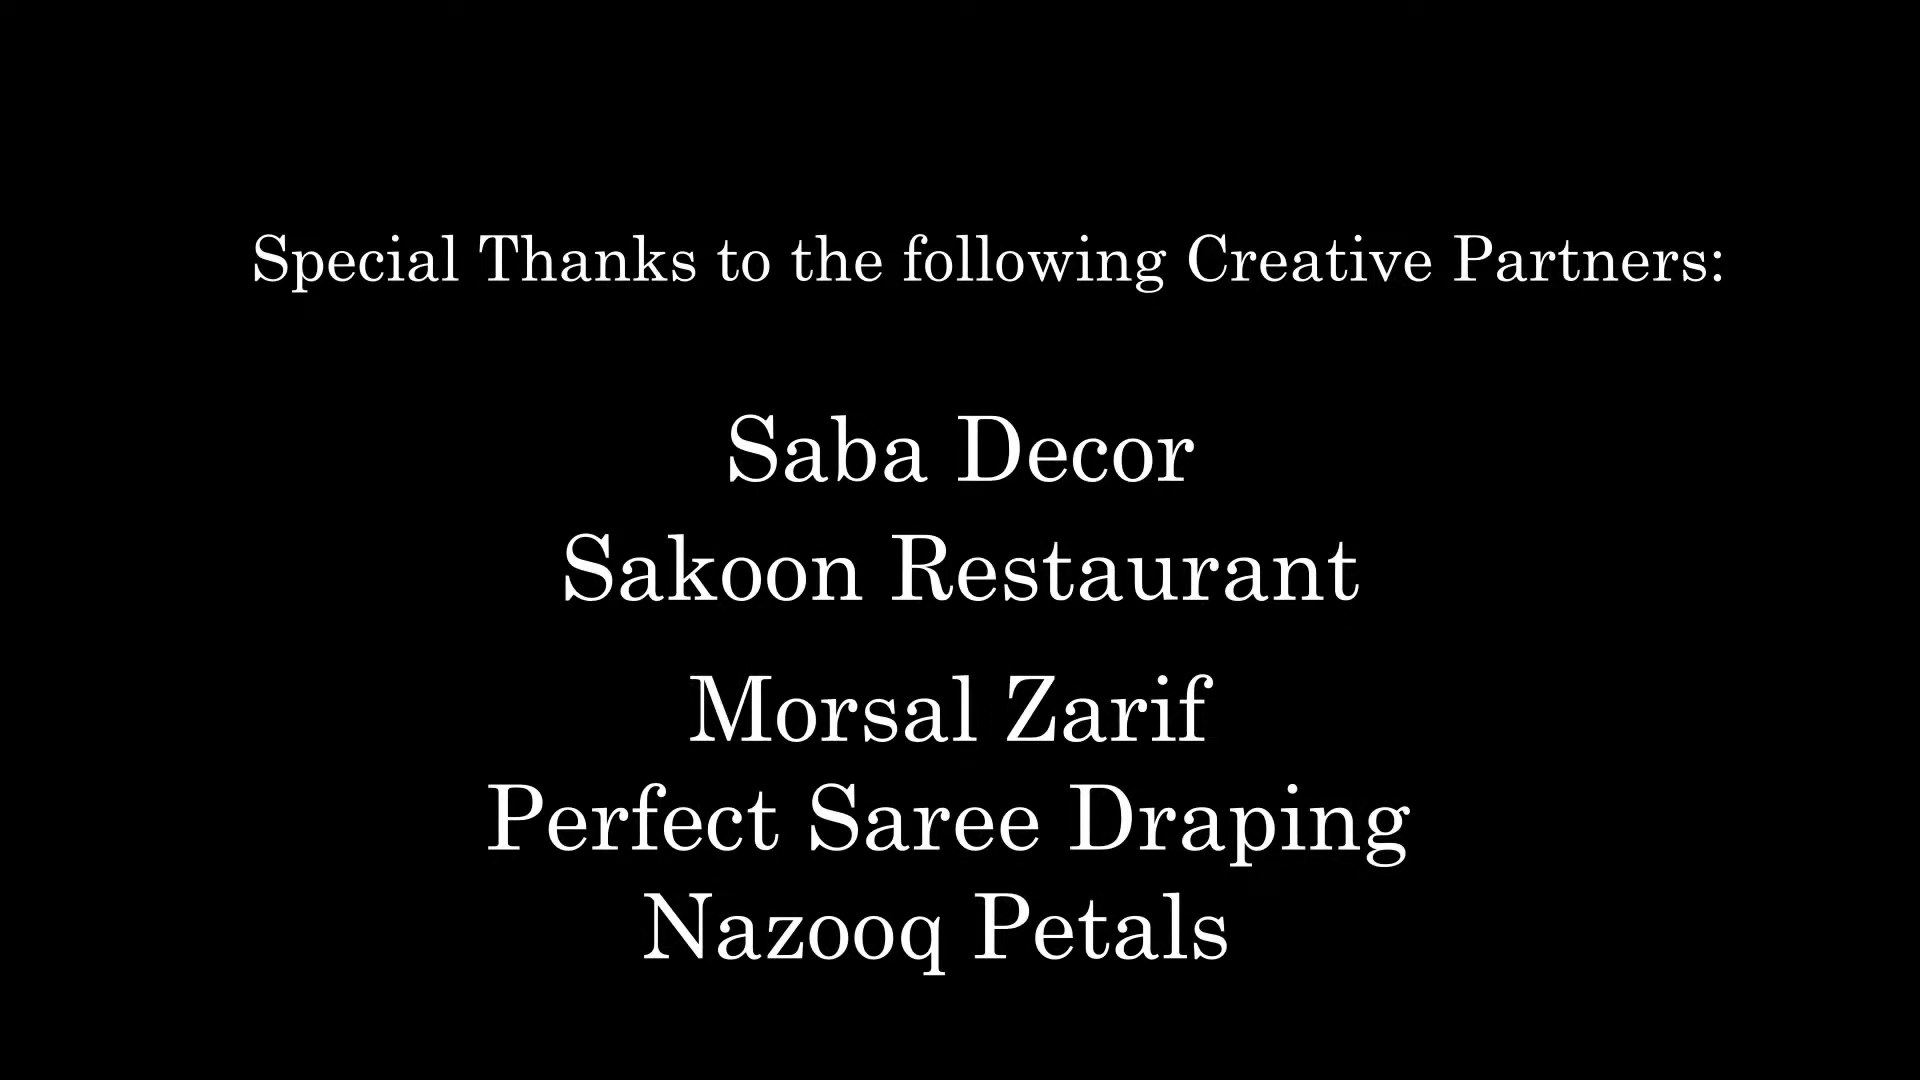 Special Thanks to the following Creative Partners:
Saba Decor
Sakoon Restaurant
Morsal Zarif
Perfect Saree Draping
Nazooq Petals